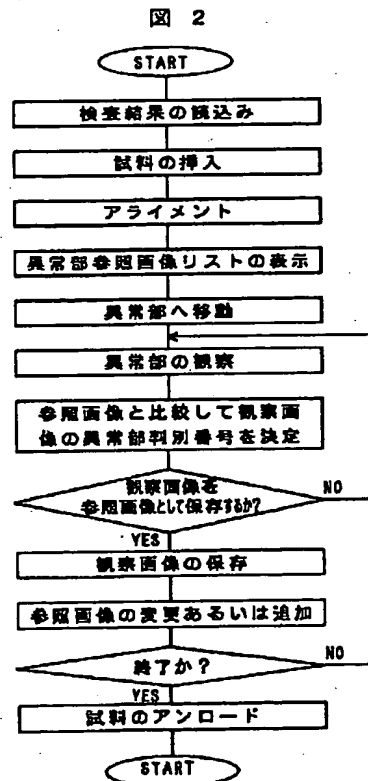 図 2
START
検査結果の読込み
試料の挿入
アライメント
異常部参照画像リストの表示
異常部へ移動
異常部の観察
参照画像と比較して観察画
像の異常部判別番号を決定
観察画像を
参照画像として保存するか?
NO
YES
観察画像の保存
参照画像の変更あるいは追加
終了か?
NO
YES
試料のアンロード
START